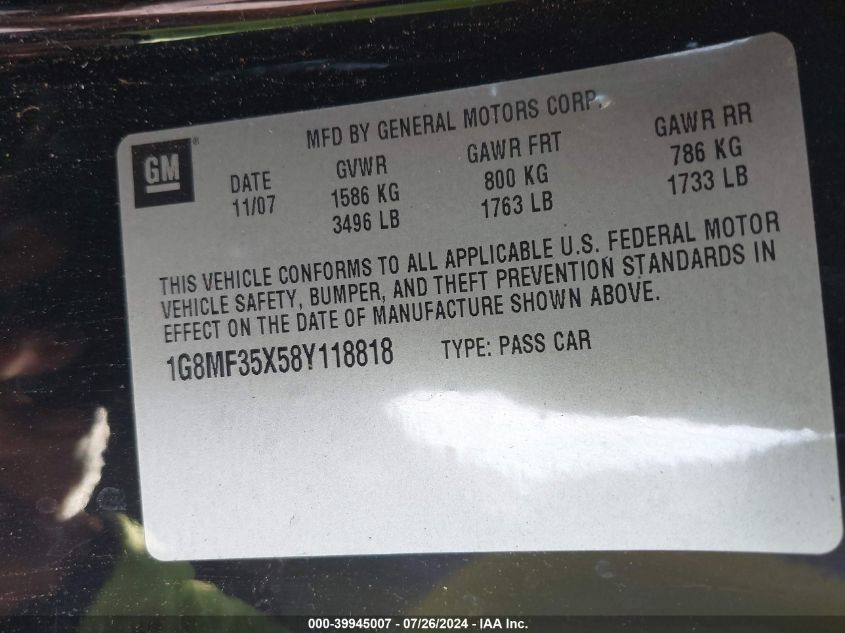 MFD BY GENERAL MOTORS CORP.
GM®
DATE GVWR GAWR FRT GAWR RR
11/07 1586 KG 800 KG 786 KG
3496 LB 1763 LB 1733 LB
THIS VEHICLE CONFORMS TO ALL APPLICABLE U.S. FEDERAL MOTOR
VEHICLE SAFETY, BUMPER, AND THEFT PREVENTION STANDARDS IN
EFFECT ON THE DATE OF MANUFACTURE SHOWN ABOVE.
1G8MF35X58Y118818 TYPE: PASS CAR
000-39945007 - 07/26/2024 - IAA Inc.